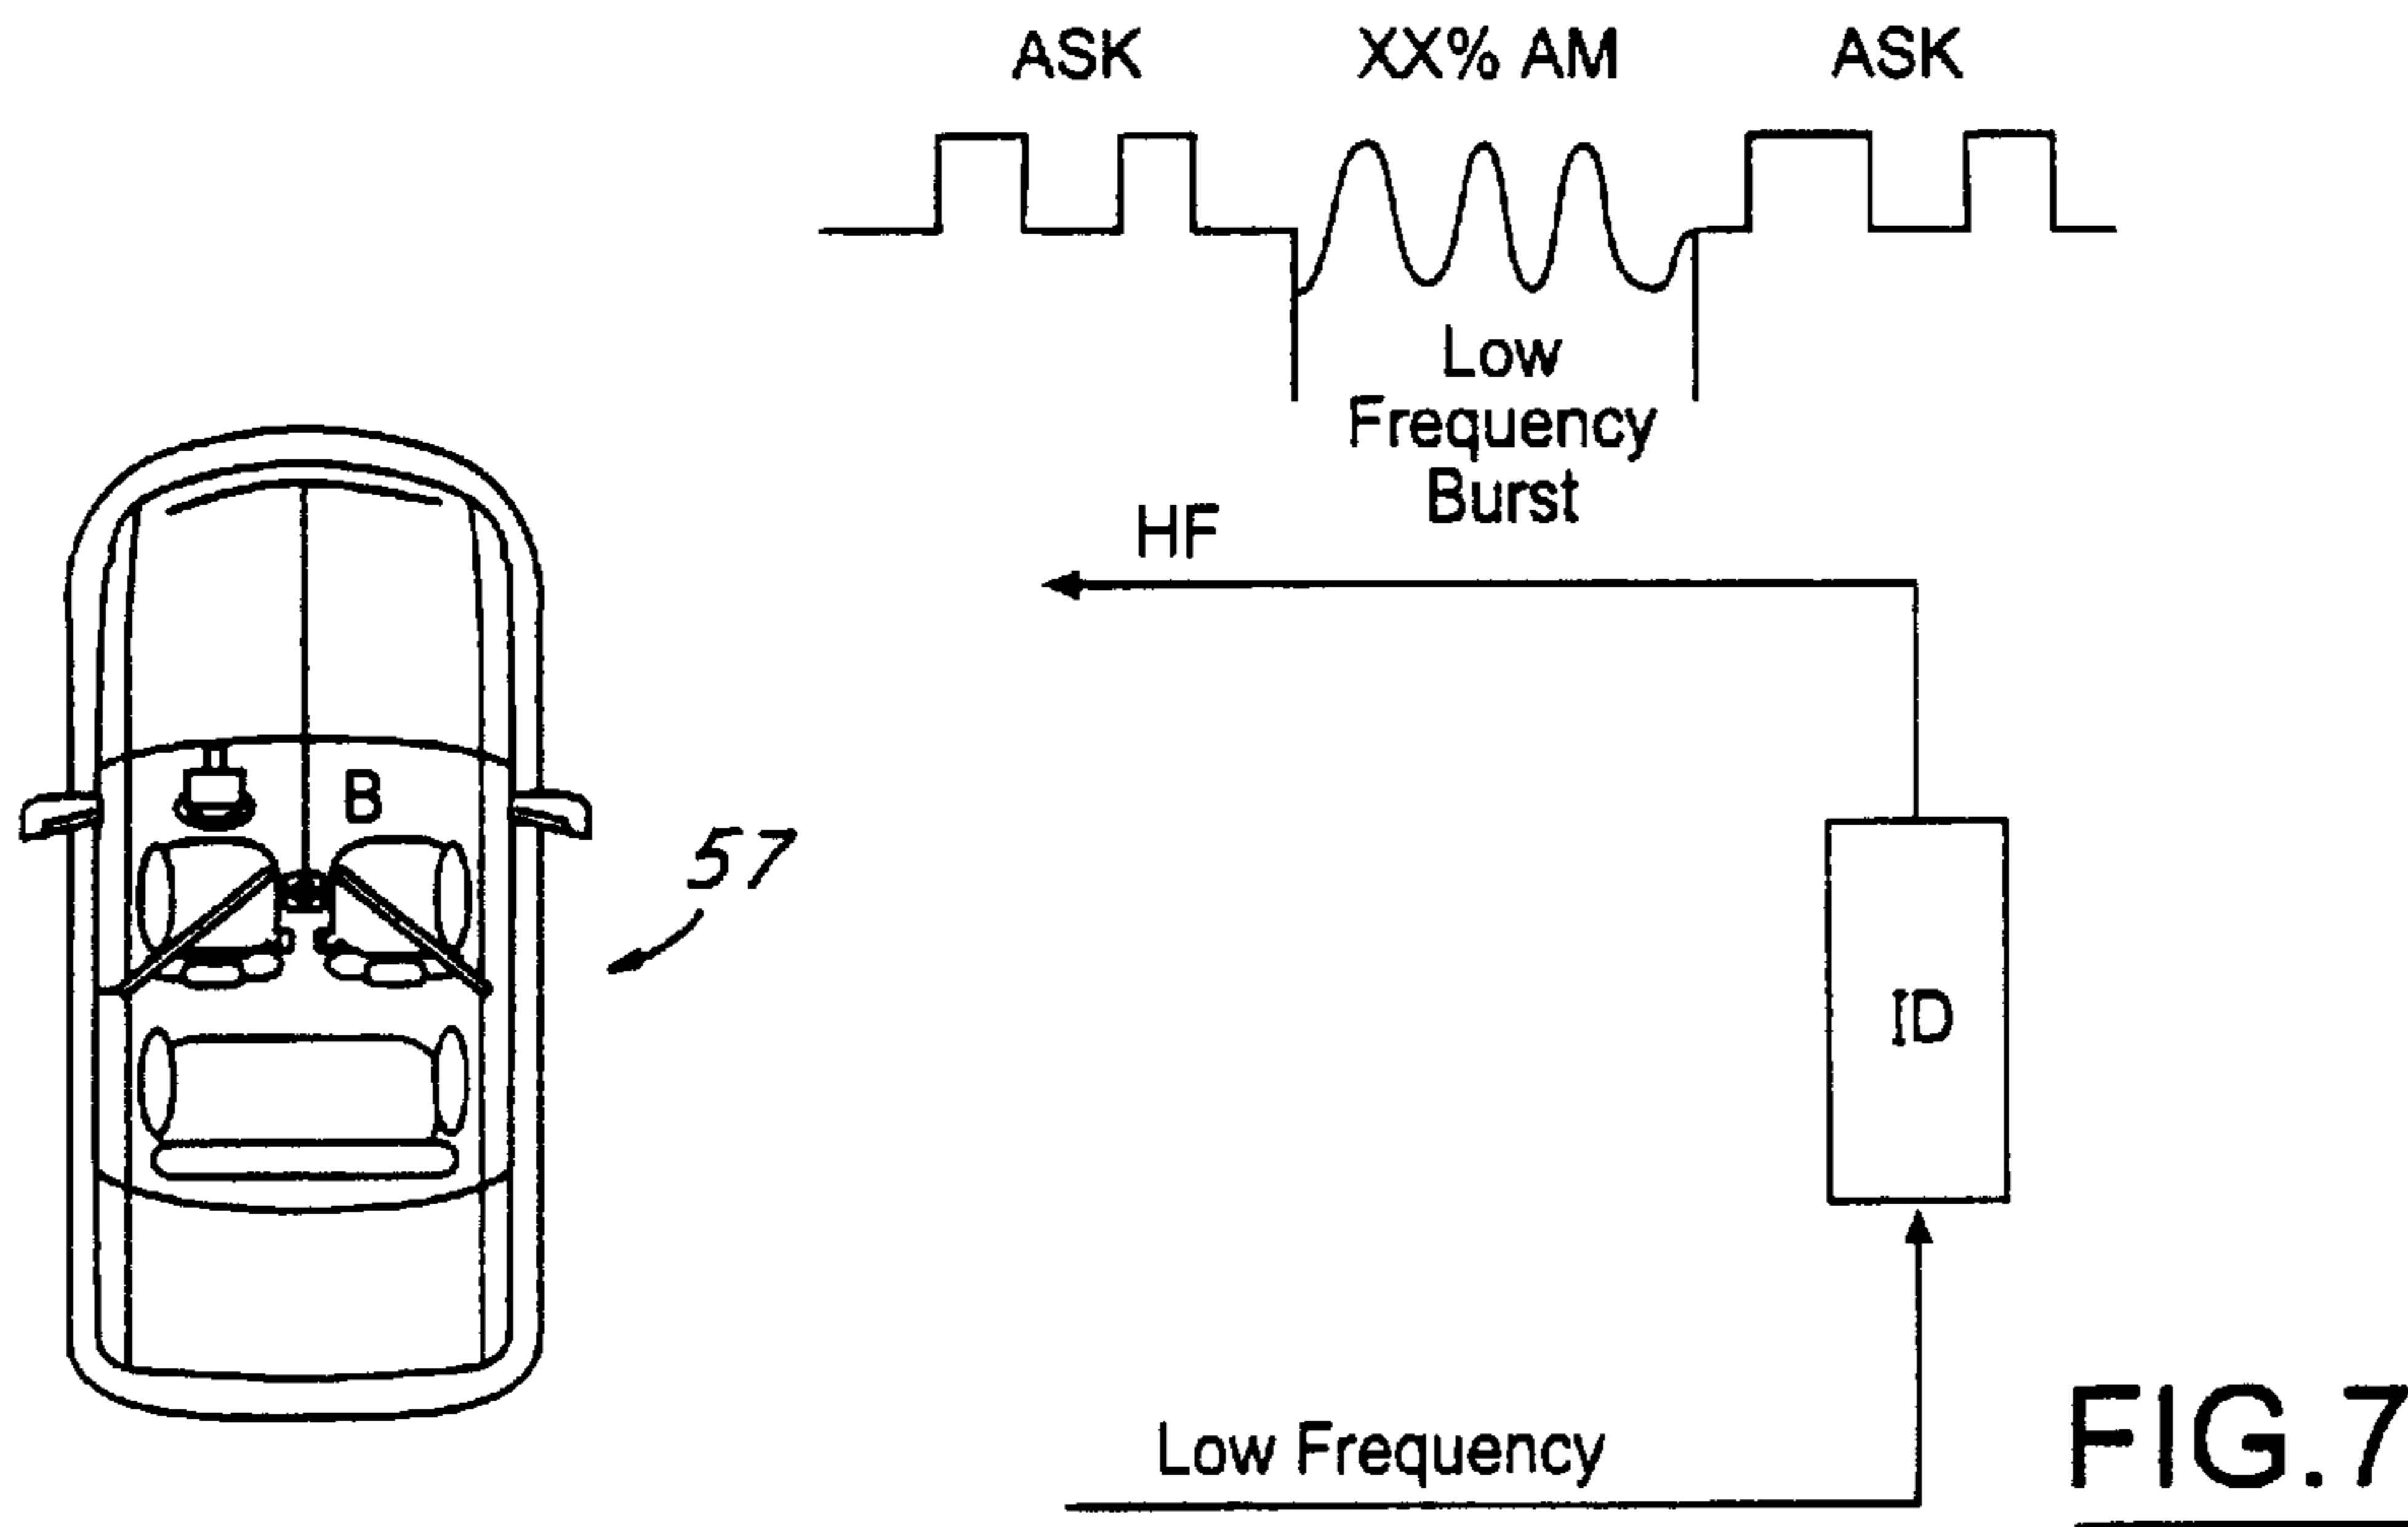 ASK XX% AM ASK
Low
Frequency
Burst
HF
B
57
ID
Low Frequency
FIG.7